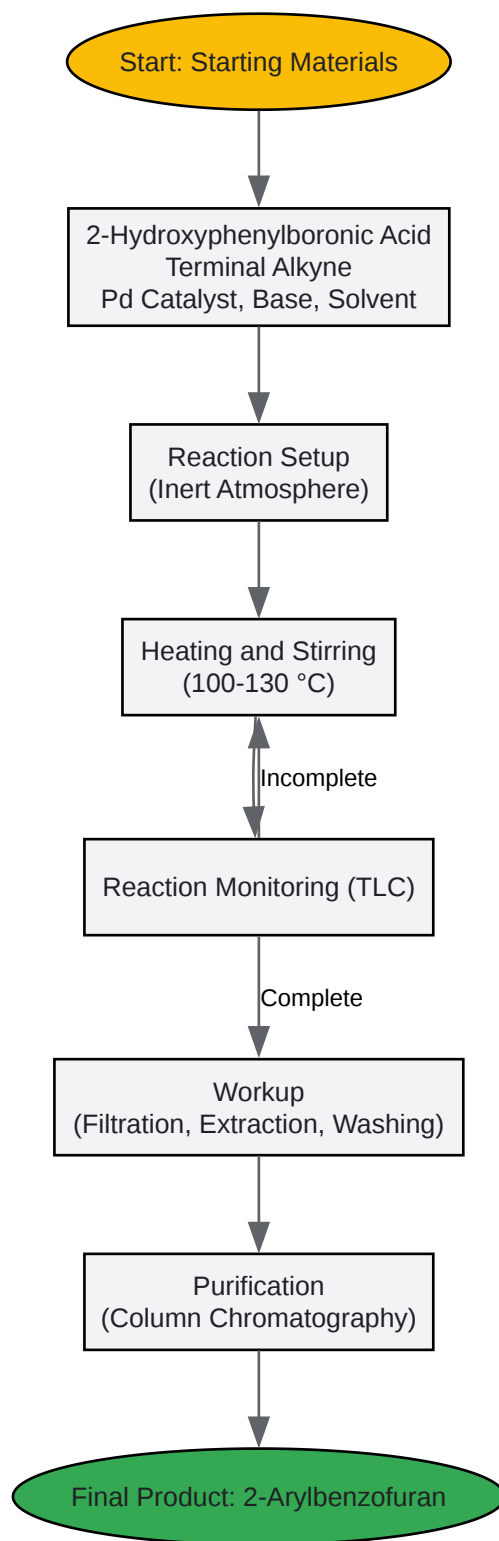 Start: Starting Materials
2-Hydroxyphenylboronic Acid
Terminal Alkyne
Pd Catalyst, Base, Solvent
Reaction Setup
(Inert Atmosphere)
Heating and Stirring
(100-130 °C)
Incomplete
Reaction Monitoring (TLC)
Complete
Workup
(Filtration, Extraction, Washing)
Purification
(Column Chromatography)
Final Product: 2-Arylbenzofuran